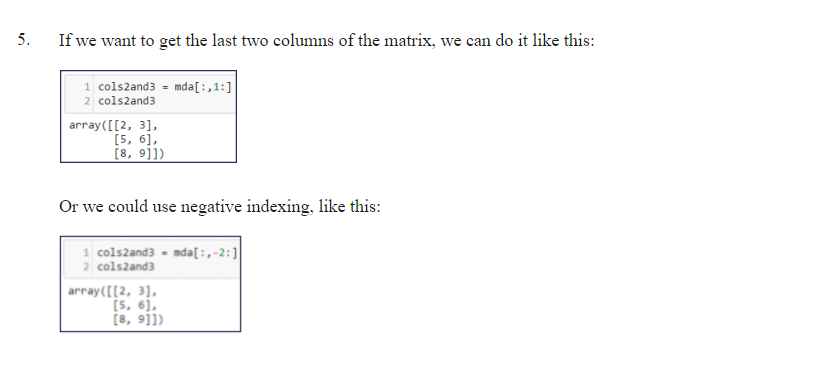 5. If we want to get the last two columns of the matrix, we can do it like this:
1 cols2and3 = mda[:,1:]
2 cols2and3
array([[2, 3],
[5, 6],
[8, 9]])
Or we could use negative indexing, like this:
1 cols2and3 = mda[:,-2:]
2 cols2and3
array([[2, 3],
[5, 6],
[8, 9]])